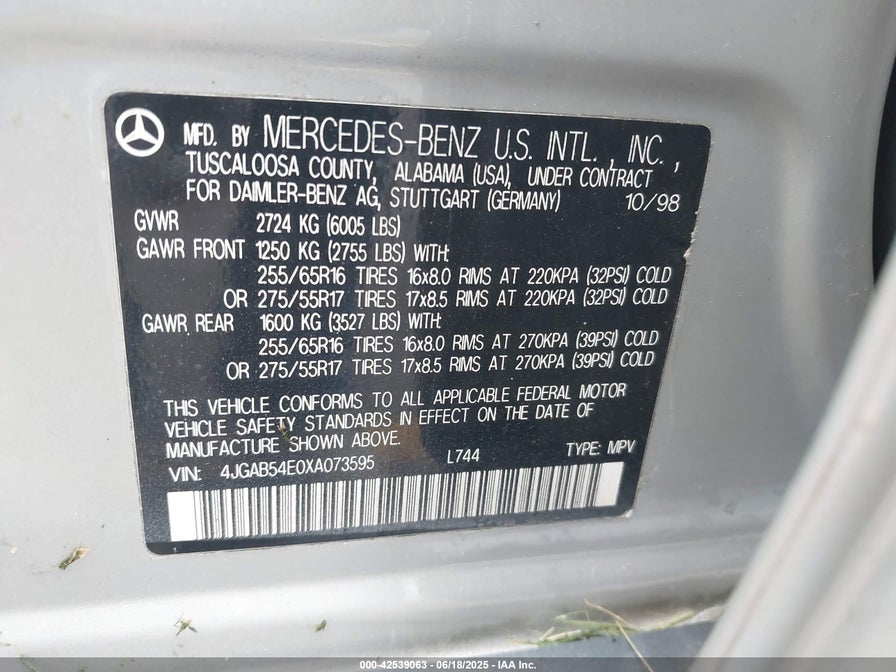 MFD. BY MERCEDES-BENZ U.S. INTL., INC.,
TUSCALOOSA COUNTY, ALABAMA (USA), UNDER CONTRACT
FOR DAIMLER-BENZ AG, STUTTGART (GERMANY) 10/98
GVWR 2724 KG (6005 LBS)
GAWR FRONT 1250 KG (2755 LBS) WITH:
255/65R16 TIRES 16x8.0 RIMS AT 220KPA (32PSI) COLD
OR 275/55R17 TIRES 17x8.5 RIMS AT 220KPA (32PSI) COLD
GAWR REAR 1600 KG (3527 LBS) WITH:
255/65R16 TIRES 16x8.0 RIMS AT 270KPA (39PSI) COLD
OR 275/55R17 TIRES 17x8.5 RIMS AT 270KPA (39PSI) COLD
THIS VEHICLE CONFORMS TO ALL APPLICABLE FEDERAL MOTOR
VEHICLE SAFETY STANDARDS IN EFFECT ON THE DATE OF
MANUFACTURE SHOWN ABOVE.
VIN: 4JGAB54E0XA073595 L744 TYPE: MPV
000-42539063 - 06/18/2025 - IAA Inc.